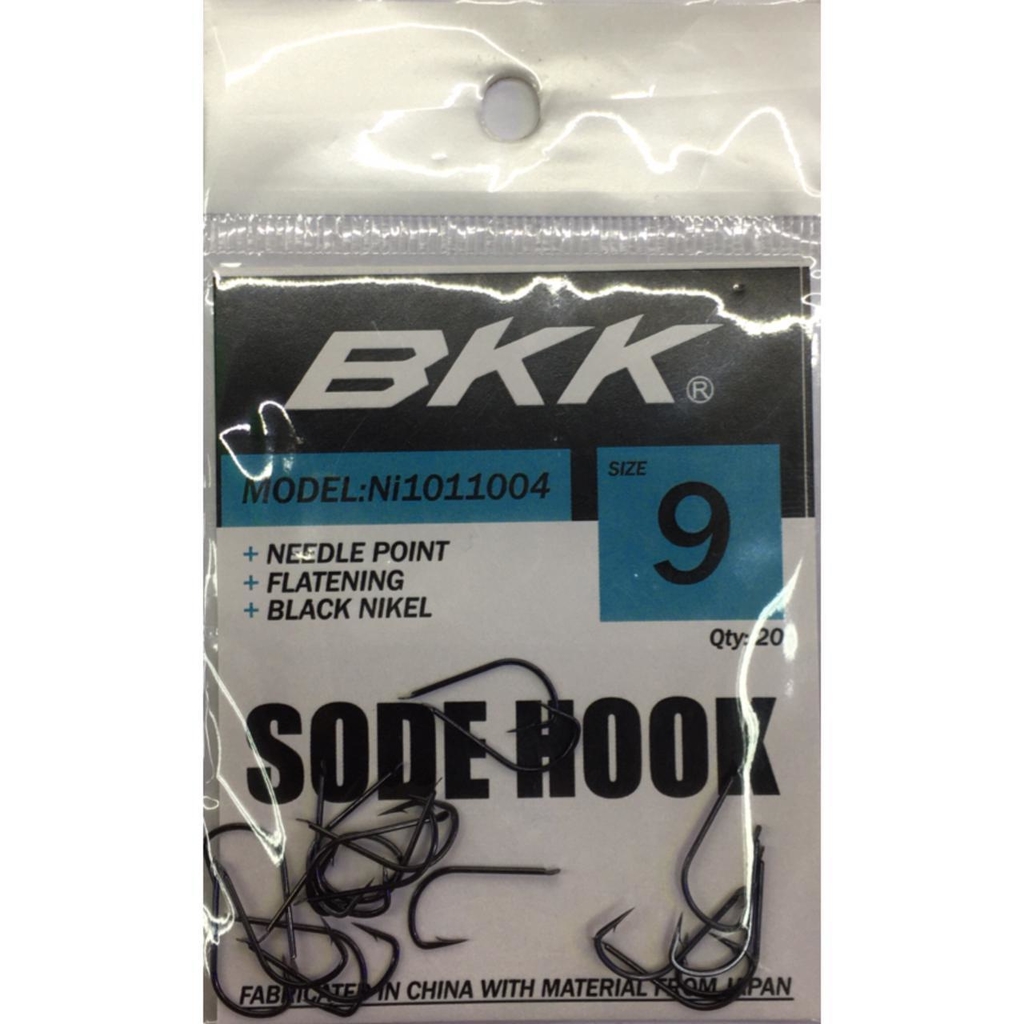 BKK®
MODEL:Ni1011004
SIZE
9
+ NEEDLE POINT
+ FLATENING
+ BLACK NIKEL
Qty: 20
SODE HOOK
FABRICATED IN CHINA WITH MATERIAL FROM JAPAN